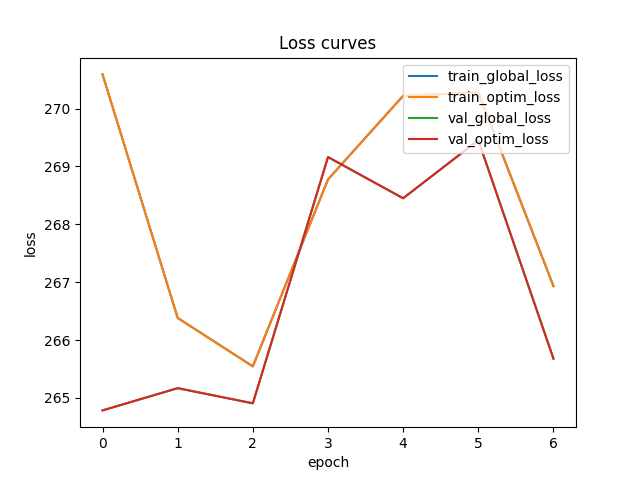 Loss curves
train_global_loss
train_optim_loss
val_global_loss
val_optim_loss
270
269
268
267
266
265
loss
0 1 2 3 4 5 6
epoch